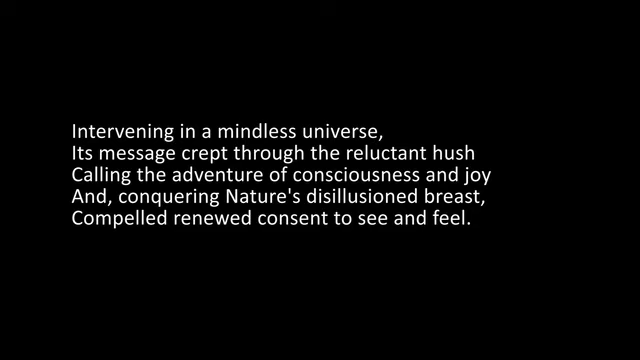 Intervening in a mindless universe,
Its message crept through the reluctant hush
Calling the adventure of consciousness and joy
And, conquering Nature's disillusioned breast,
Compelled renewed consent to see and feel.